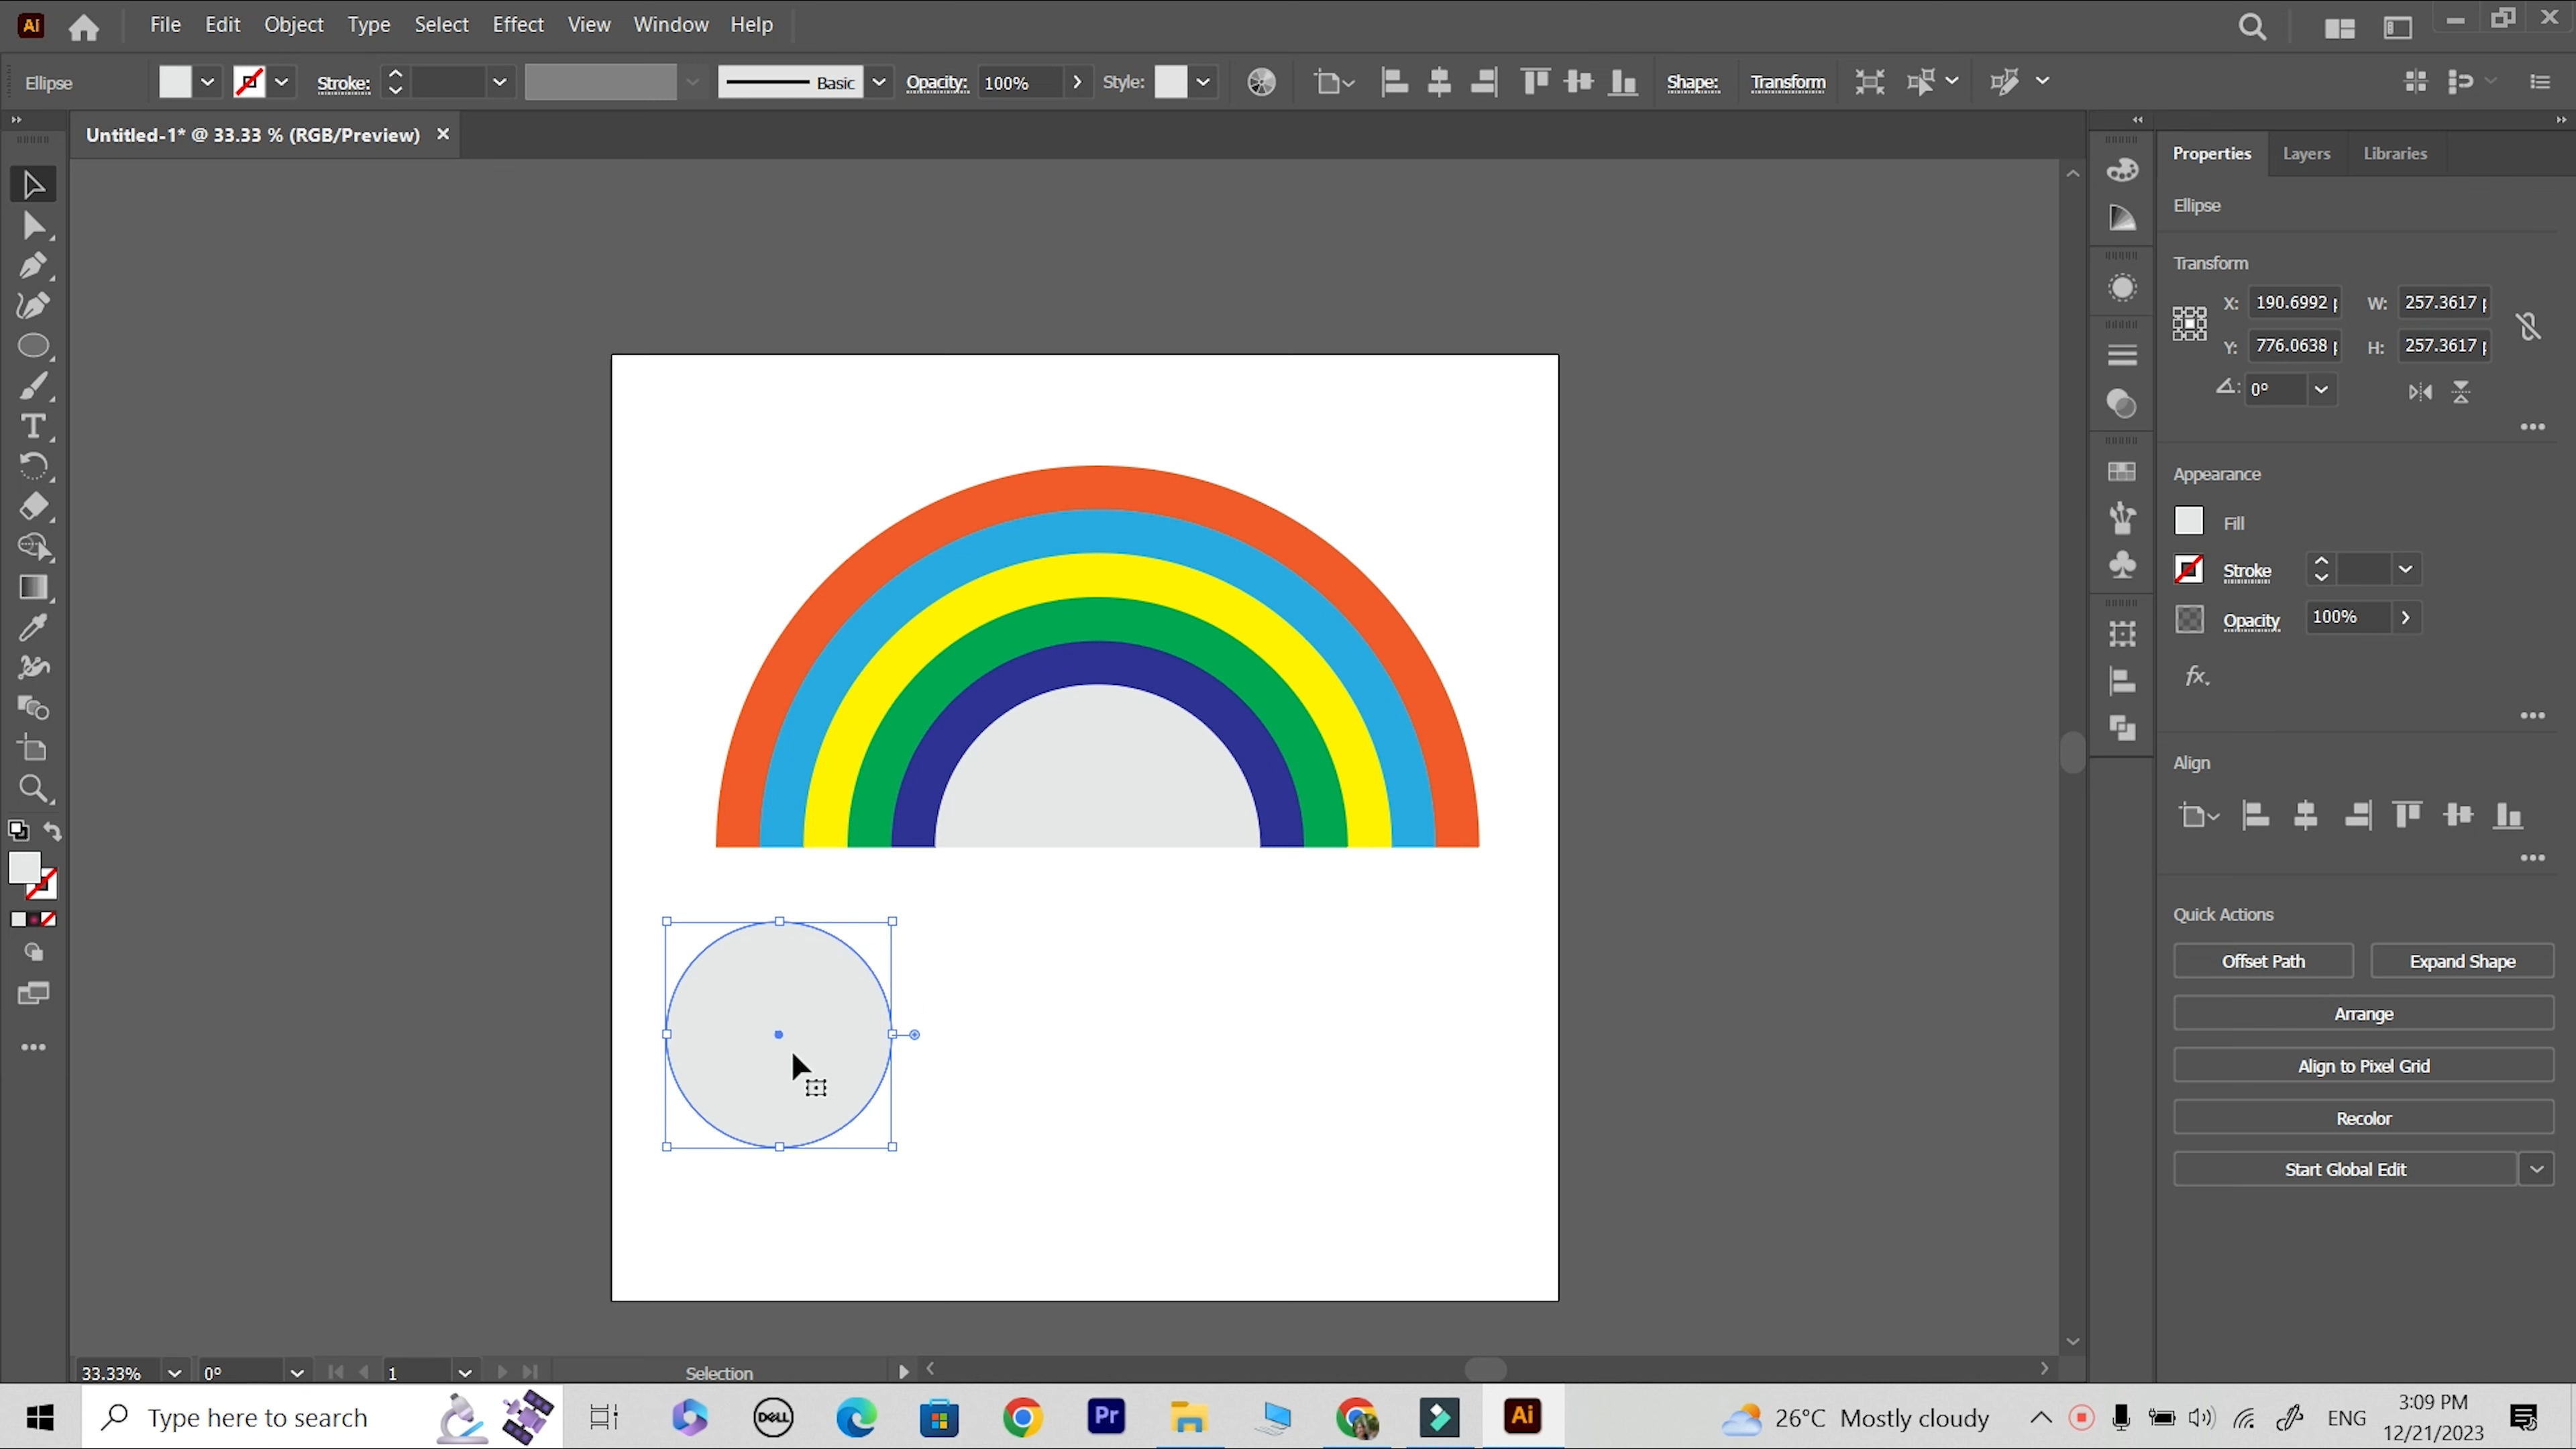 Ai File Edit Object Type Select Effect View Window Help
Ellipse Stroke: Basic Opacity: 100% Style: Shape: Transform
Untitled-1* @ 33.33 % (RGB/Preview)
Properties Layers Libraries
Ellipse
Transform
X: 190.6992 p W: 257.3617 p
Y: 776.0638 p H: 257.3617 p
0°
Appearance
Fill
Stroke
Opacity 100%
fx.
Align
Quick Actions
Offset Path Expand Shape
Arrange
Align to Pixel Grid
Recolor
Start Global Edit
33.33% 0° 1 Selection
Type here to search DELL Pr Ai 26°C Mostly cloudy ENG 3:09 PM
12/21/2023